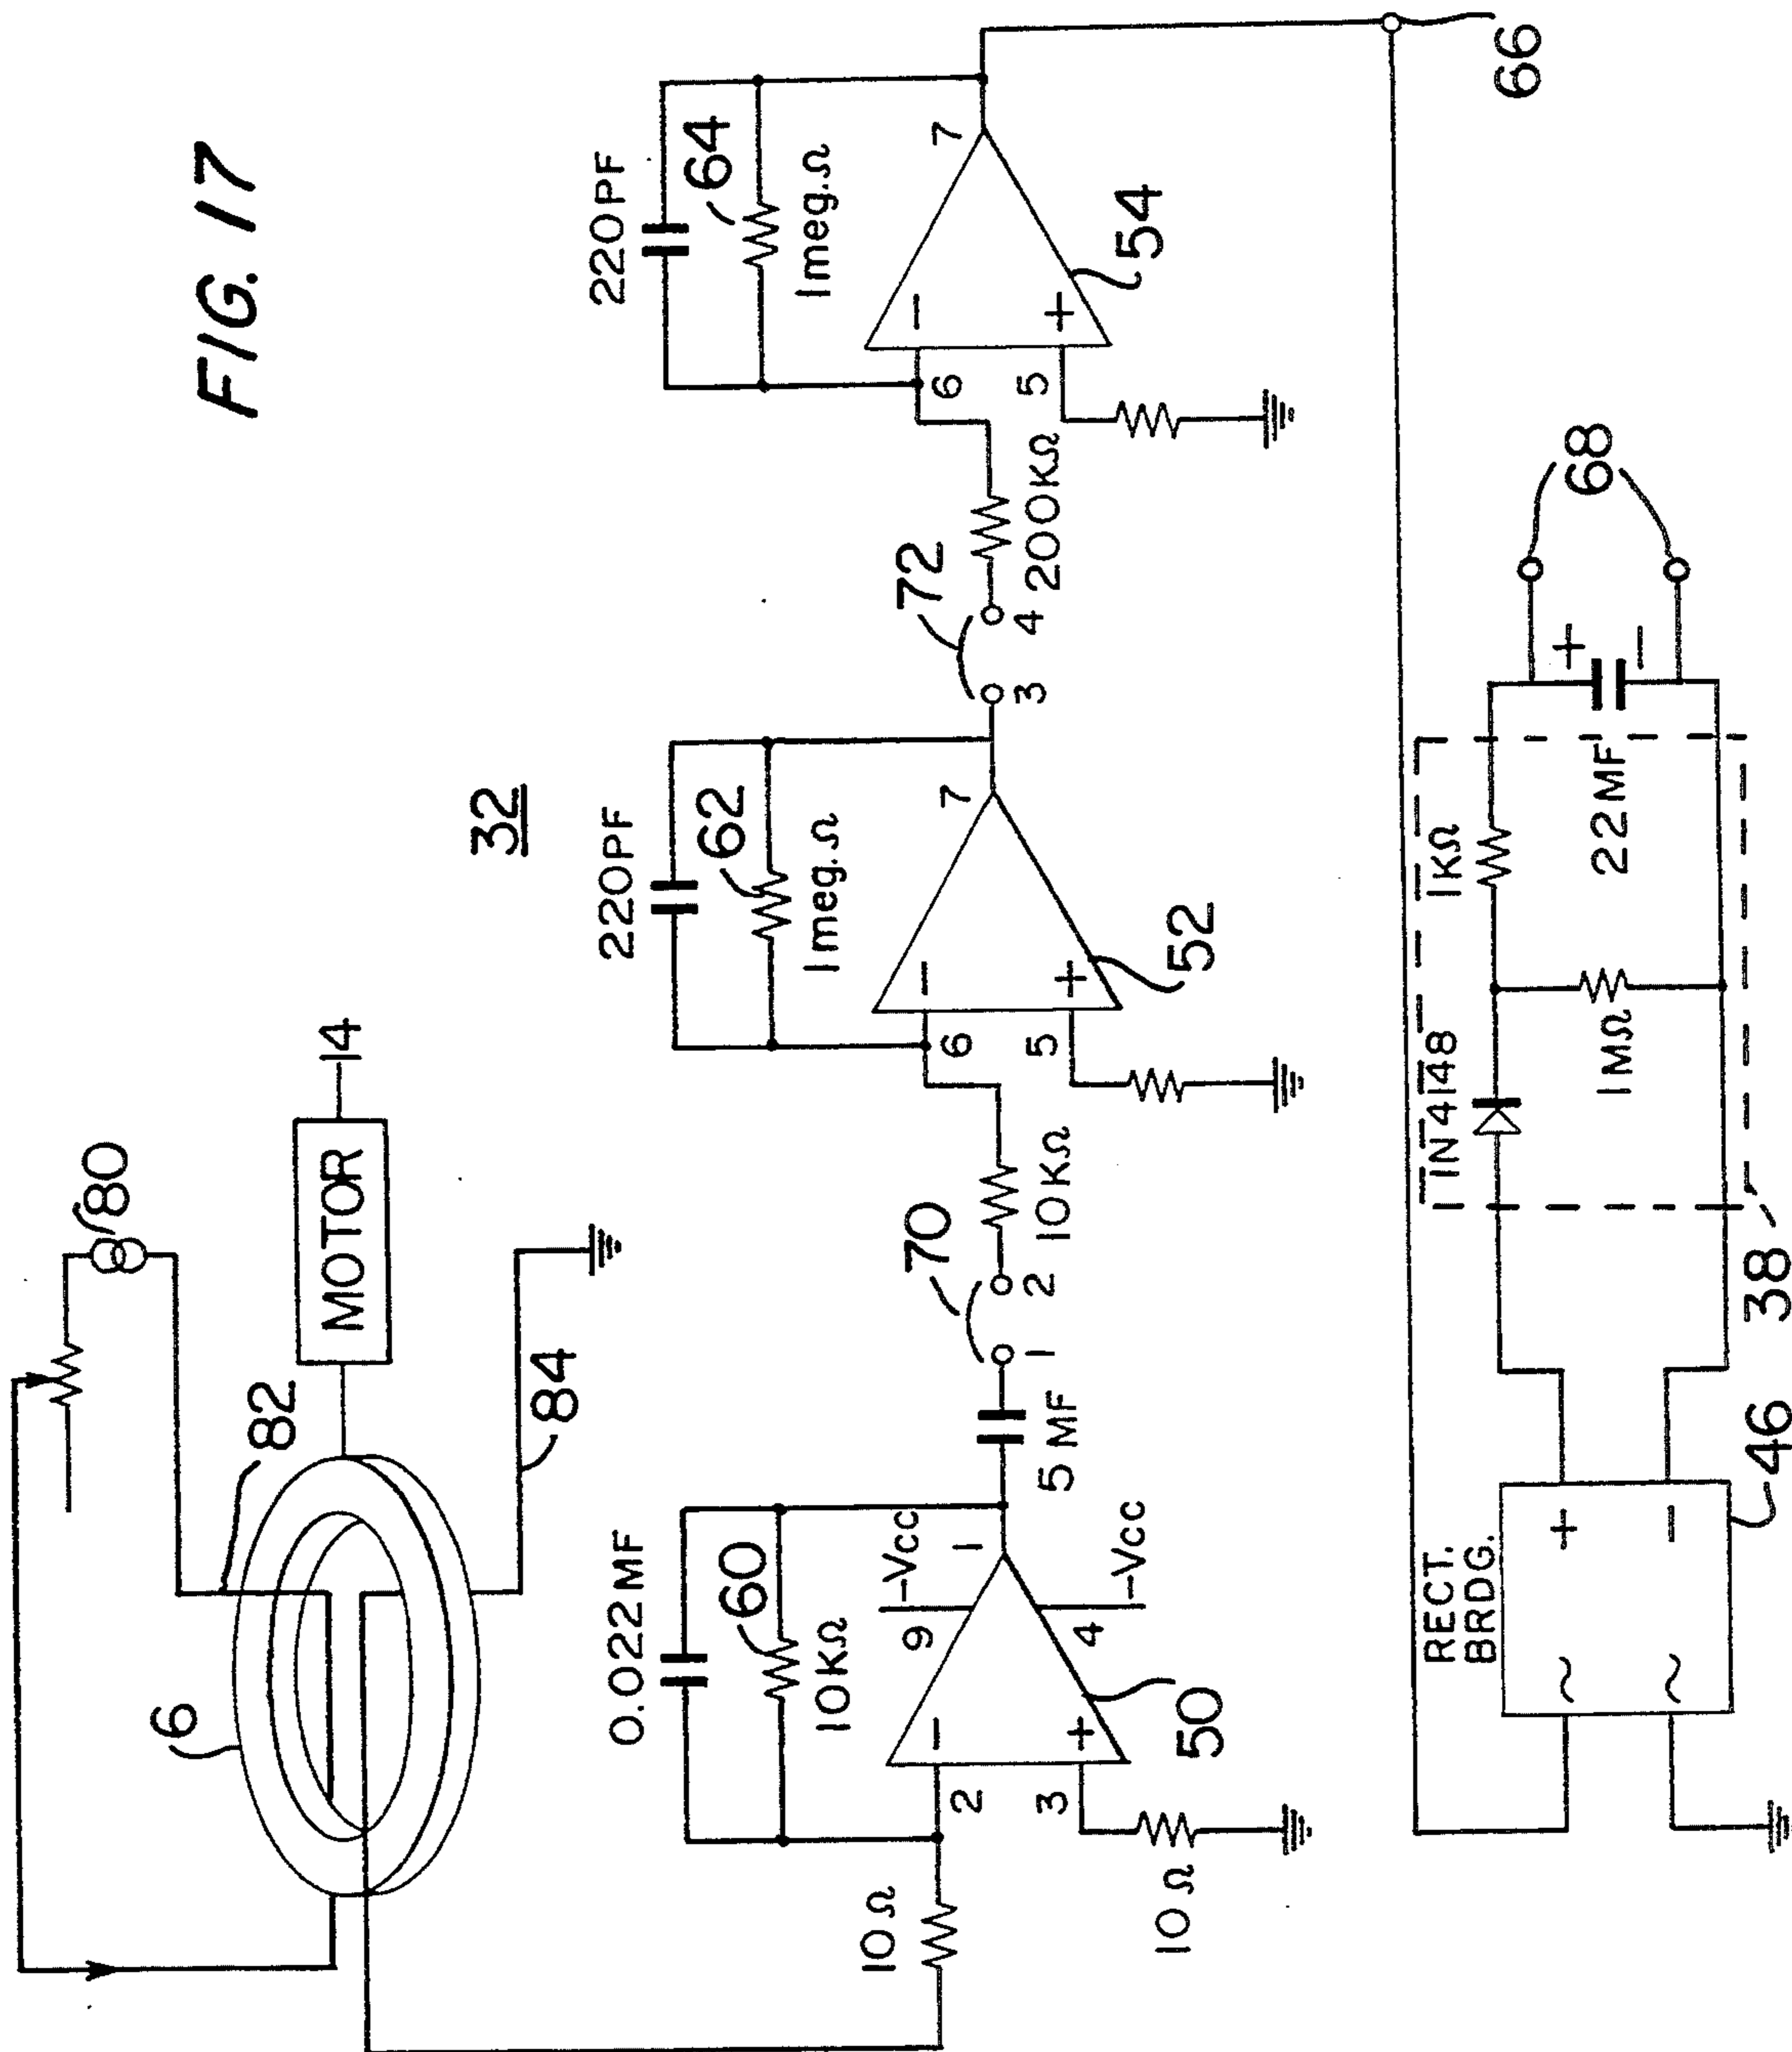 FIG. 17
80
82
MOTOR
14
6
84
32
0.022MF
60
10KΩ
-Vcc
9
1
2
3
4
-Vcc
10Ω
10Ω
50
5 MF
70
1
2
10KΩ
220PF
62
1meg.Ω
6
5
7
52
72
3
4
200KΩ
220PF
64
1meg.Ω
6
5
7
54
66
RECT.
BRDG.
~
~
+
−
46
1N4148
1KΩ
1MΩ
22MF
+
−
38
68